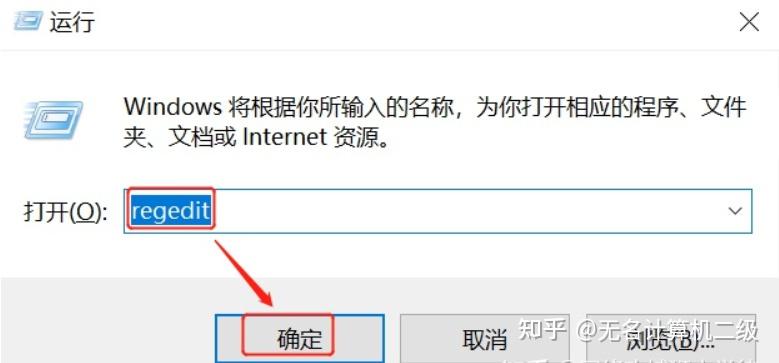 运行
Windows 将根据你所输入的名称，为你打开相应的程序、文件
夹、文档或 Internet 资源。
打开(O):
regedit
确定
取消
浏览(B)...
知乎 @无名计算机二级